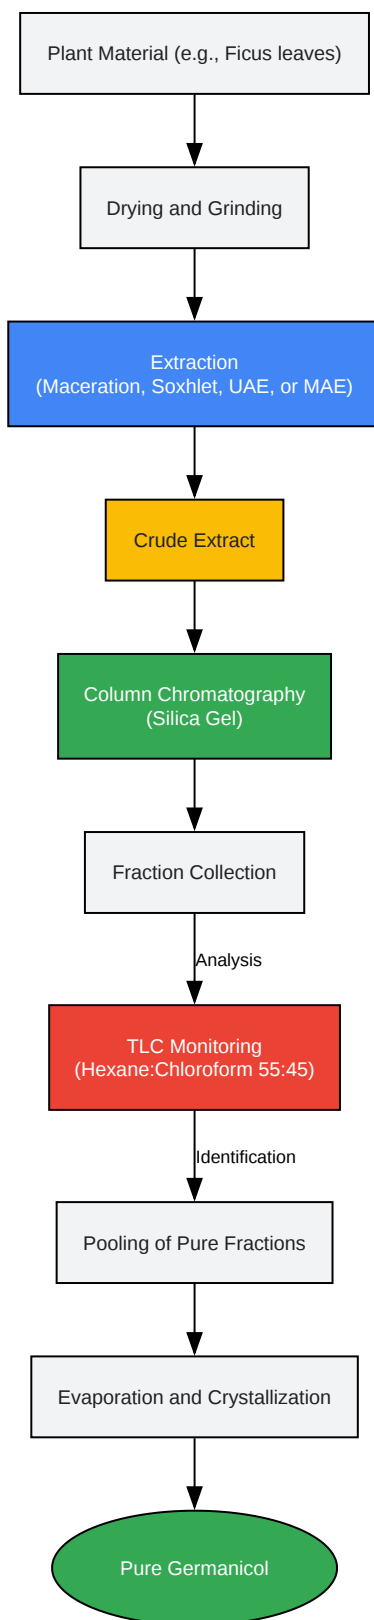 Plant Material (e.g., Ficus leaves)
Drying and Grinding
Extraction
(Maceration, Soxhlet, UAE, or MAE)
Crude Extract
Column Chromatography
(Silica Gel)
Fraction Collection
Analysis
TLC Monitoring
(Hexane:Chloroform 55:45)
Identification
Pooling of Pure Fractions
Evaporation and Crystallization
Pure Germanicol